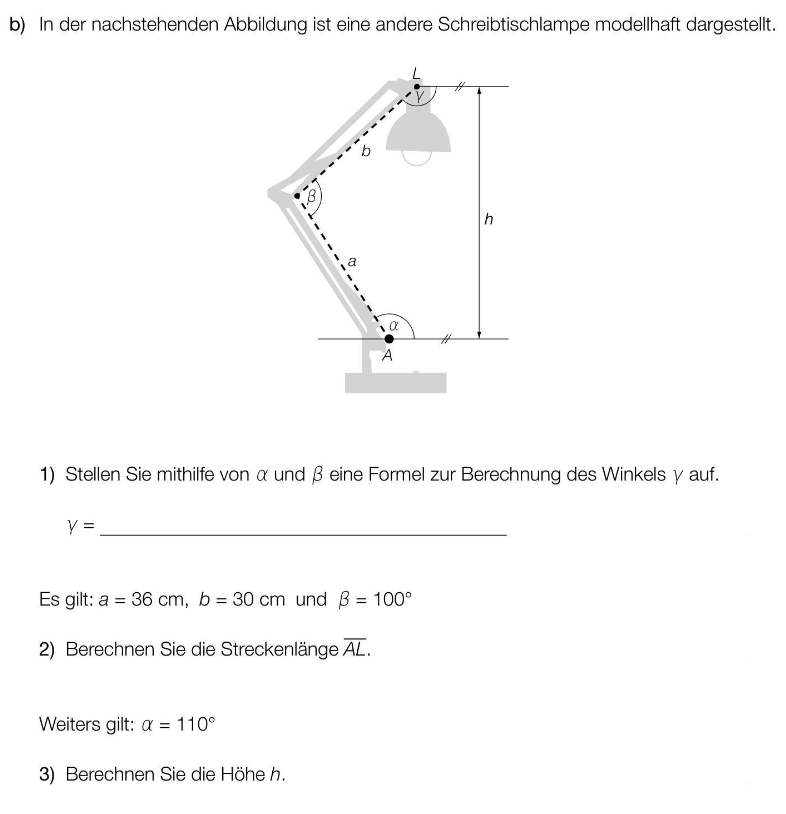 b) In der nachstehenden Abbildung ist eine andere Schreibtischlampe modellhaft dargestellt.
L
γ
b
β
h
a
α
A
1) Stellen Sie mithilfe von α und β eine Formel zur Berechnung des Winkels γ auf.
γ = ________________
Es gilt: a = 36 cm, b = 30 cm und β = 100°
2) Berechnen Sie die Streckenlänge A̅L̅.
Weiters gilt: α = 110°
3) Berechnen Sie die Höhe h.